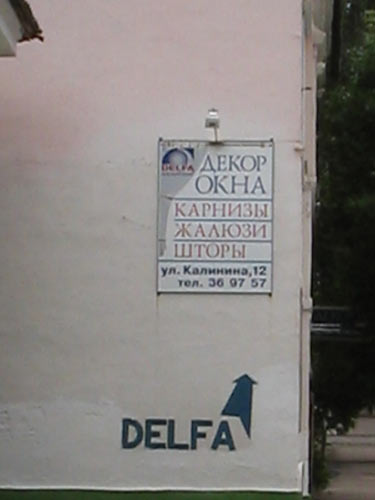 DELFA
ДЕКОР
ОКНА
КАРНИЗЫ
ЖАЛЮЗИ
ШТОРЫ
ул. Калинина,12
тел. 36 97 57
DELFA